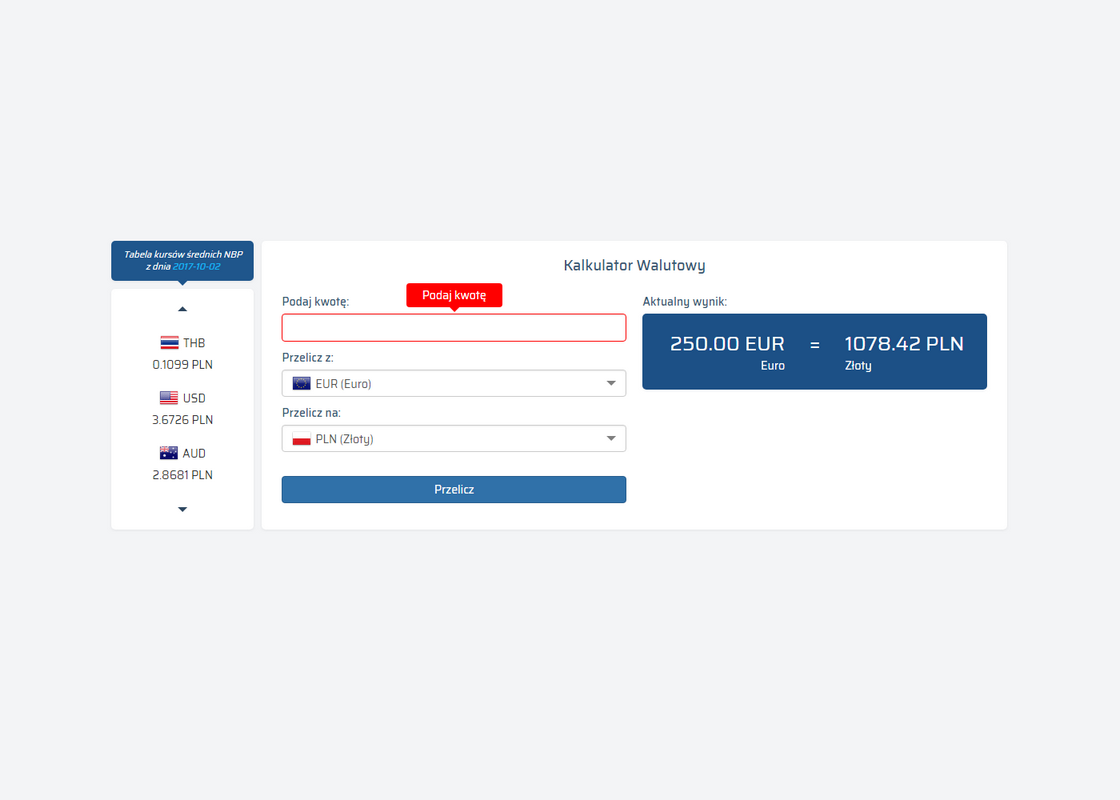 Tabela kursów średnich NBP
z dnia 2017-10-02
THB
0.1099 PLN
USD
3.6726 PLN
AUD
2.8681 PLN
Kalkulator Walutowy
Podaj kwotę:
Podaj kwotę
Przelicz z:
EUR (Euro)
Przelicz na:
PLN (Złoty)
Przelicz
Aktualny wynik:
250.00 EUR = 1078.42 PLN
Euro Złoty